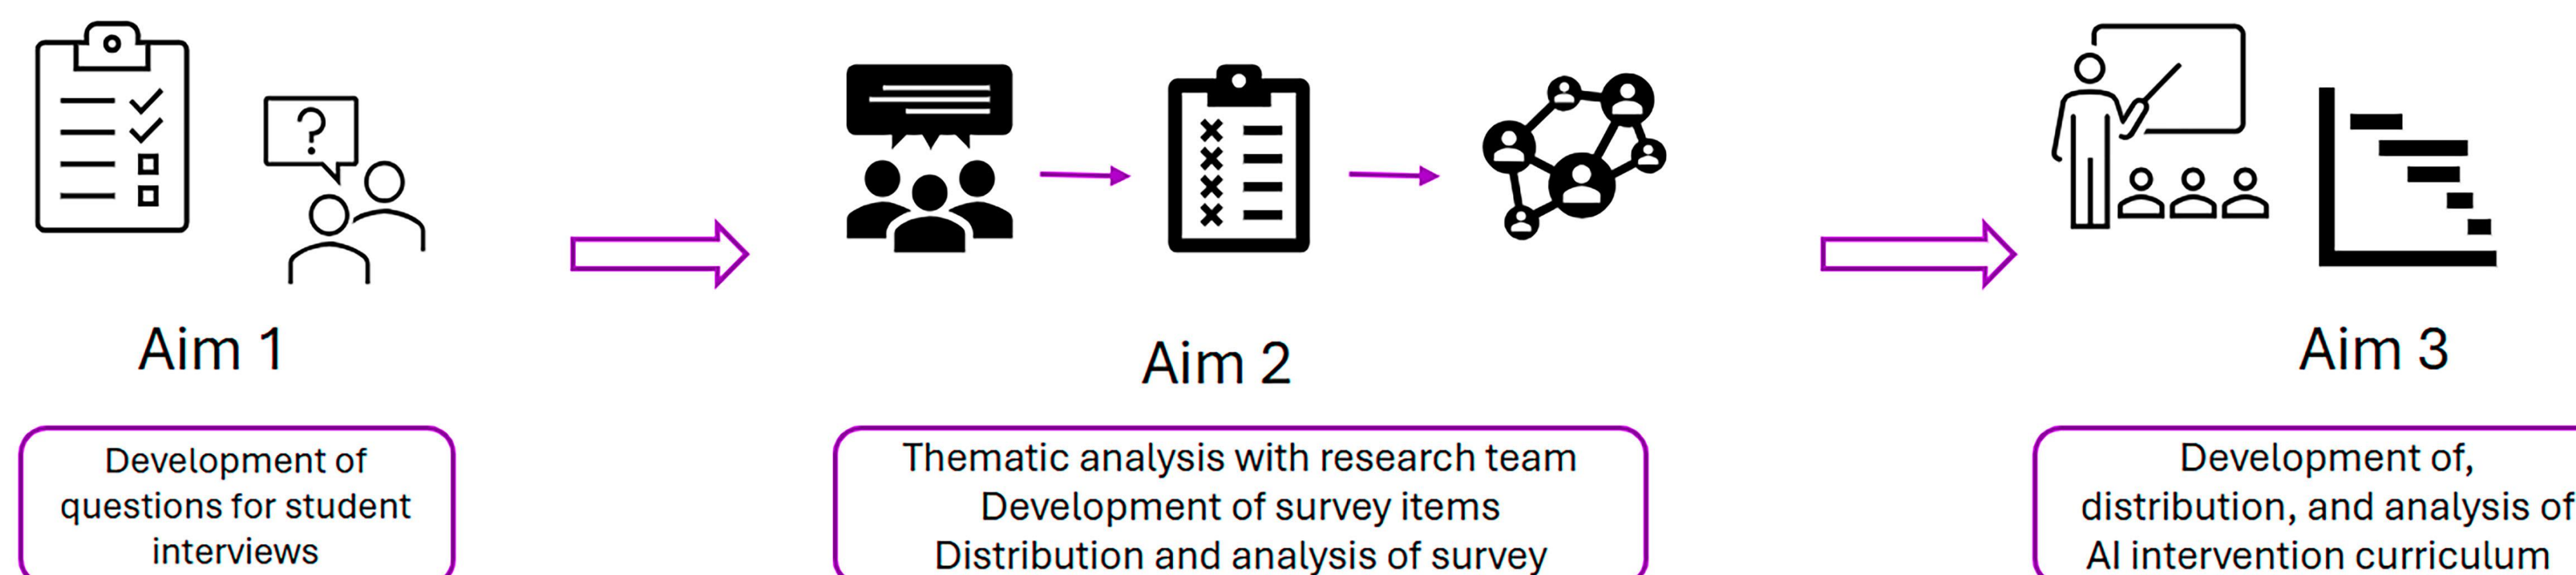 ?
Aim 1
Development of
questions for student
interviews
Aim 2
Thematic analysis with research team
Development of survey items
Distribution and analysis of survey
Aim 3
Development of,
distribution, and analysis of
AI intervention curriculum